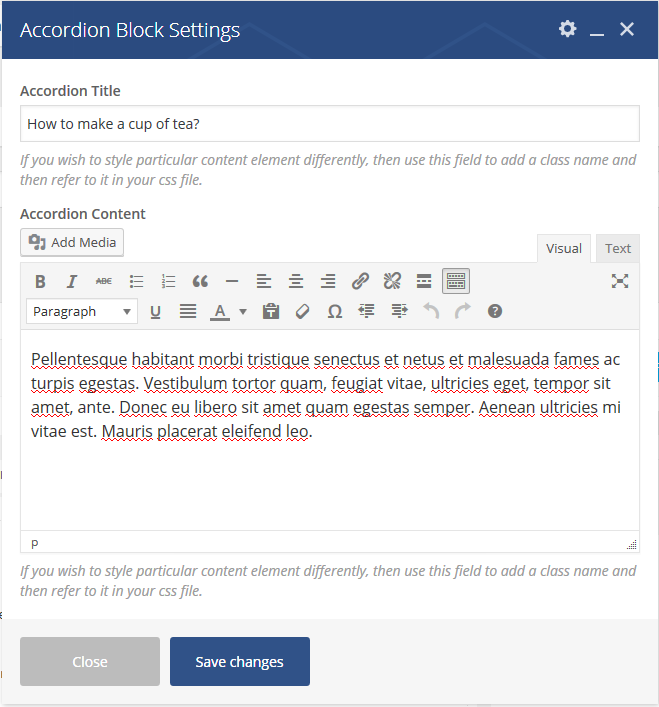 Accordion Block Settings
Accordion Title
How to make a cup of tea?
If you wish to style particular content element differently, then use this field to add a class name and
then refer to it in your css file.
Accordion Content
Add Media
Visual Text
B I ABC
Paragraph U A Ω
Pellentesque habitant morbi tristique senectus et netus et malesuada fames ac
turpis egestas. Vestibulum tortor quam, feugiat vitae, ultricies eget, tempor sit
amet, ante. Donec eu libero sit amet quam egestas semper. Aenean ultricies mi
vitae est. Mauris placerat eleifend leo.
p
If you wish to style particular content element differently, then use this field to add a class name and
then refer to it in your css file.
Close Save changes